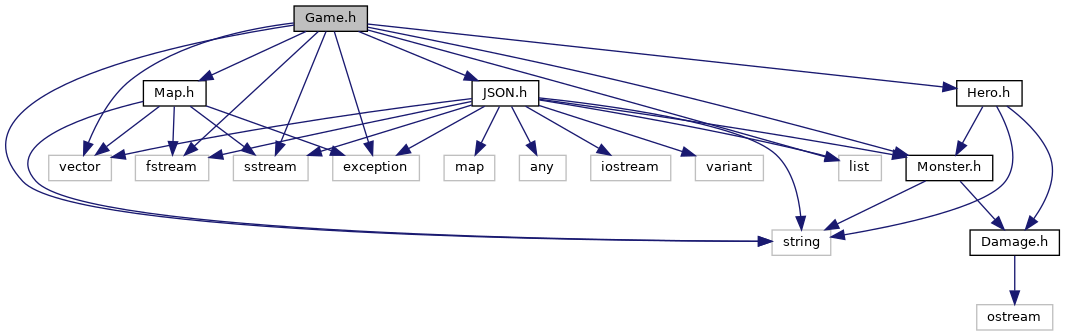 Game.h
Map.h
JSON.h
Hero.h
vector
fstream
sstream
exception
map
any
iostream
variant
list
Monster.h
string
Damage.h
ostream